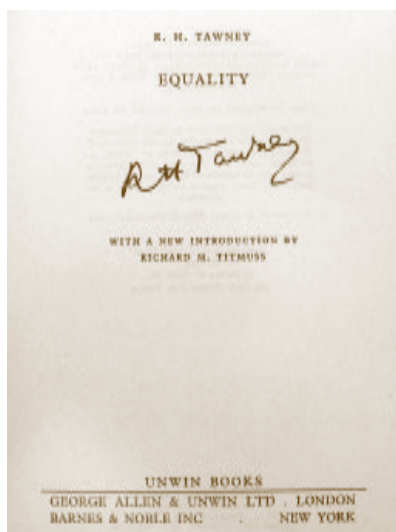 R. H. TAWNEY
EQUALITY
R H Tawney
WITH A NEW INTRODUCTION BY
RICHARD M. TITMUSS
UNWIN BOOKS
GEORGE ALLEN & UNWIN LTD . LONDON
BARNES & NOBLE INC . NEW YORK